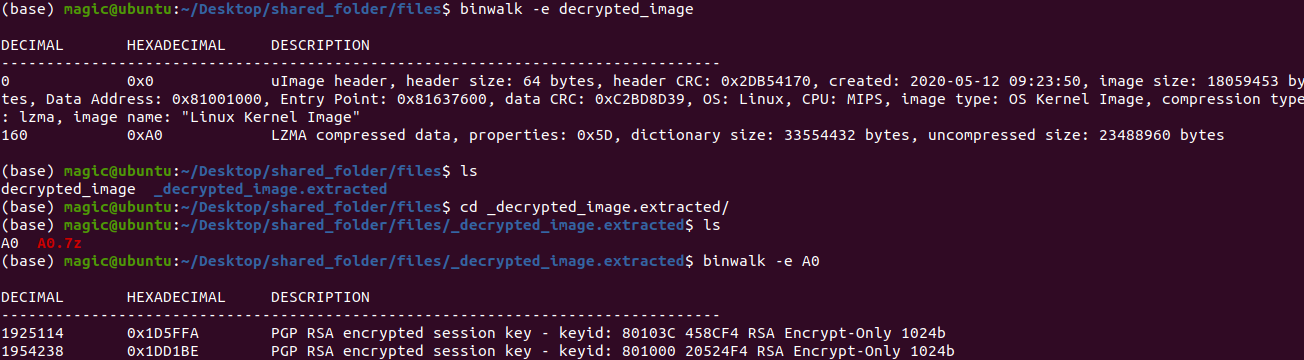 (base) magic@ubuntu:~/Desktop/shared_folder/files$ binwalk -e decrypted_image
DECIMAL       HEXADECIMAL     DESCRIPTION
--------------------------------------------------------------------------------
0             0x0             uImage header, header size: 64 bytes, header CRC: 0x2DB54170, created: 2020-05-12 09:23:50, image size: 18059453 by
tes, Data Address: 0x81001000, Entry Point: 0x81637600, data CRC: 0xC2BD8D39, OS: Linux, CPU: MIPS, image type: OS Kernel Image, compression type
: lzma, image name: "Linux Kernel Image"
160           0xA0            LZMA compressed data, properties: 0x5D, dictionary size: 33554432 bytes, uncompressed size: 23488960 bytes
(base) magic@ubuntu:~/Desktop/shared_folder/files$ ls
decrypted_image  _decrypted_image.extracted
(base) magic@ubuntu:~/Desktop/shared_folder/files$ cd _decrypted_image.extracted/
(base) magic@ubuntu:~/Desktop/shared_folder/files/_decrypted_image.extracted$ ls
A0  A0.7z
(base) magic@ubuntu:~/Desktop/shared_folder/files/_decrypted_image.extracted$ binwalk -e A0
DECIMAL       HEXADECIMAL     DESCRIPTION
--------------------------------------------------------------------------------
1925114       0x1D5FFA        PGP RSA encrypted session key - keyid: 80103C 458CF4 RSA Encrypt-Only 1024b
1954238       0x1DD1BE        PGP RSA encrypted session key - keyid: 801000 20524F4 RSA Encrypt-Only 1024b